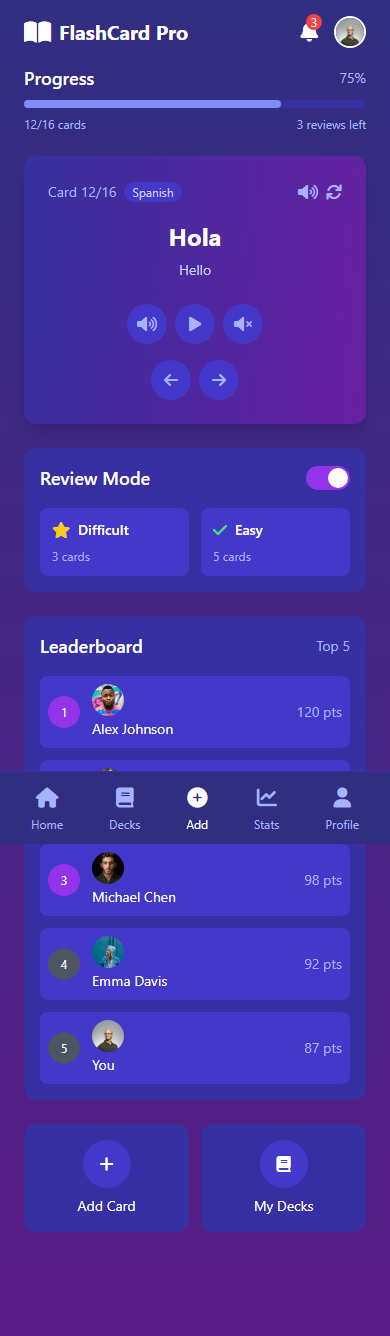 FlashCard Pro
3
Progress
75%
12/16 cards
3 reviews left
Card 12/16
Spanish
Hola
Hello
Review Mode
Difficult
3 cards
Easy
5 cards
Leaderboard
Top 5
1
Alex Johnson
120 pts
Home
Decks
Add
Stats
Profile
3
Michael Chen
98 pts
4
Emma Davis
92 pts
5
You
87 pts
Add Card
My Decks